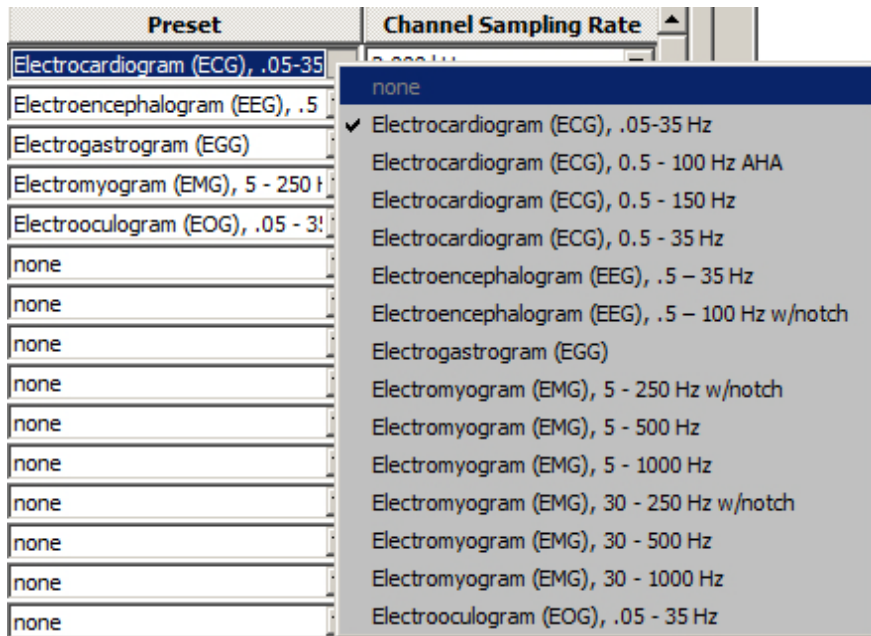 Preset
Channel Sampling Rate
Electrocardiogram (ECG), .05-35
Electroencephalogram (EEG), .5
Electrogastrogram (EGG)
Electromyogram (EMG), 5 - 250
Electrooculogram (EOG), .05 -
none
none
none
none
none
none
none
none
none
none
none
Electrocardiogram (ECG), .05-35 Hz
Electrocardiogram (ECG), 0.5 - 100 Hz AHA
Electrocardiogram (ECG), 0.5 - 150 Hz
Electrocardiogram (ECG), 0.5 - 35 Hz
Electroencephalogram (EEG), .5 – 35 Hz
Electroencephalogram (EEG), .5 – 100 Hz w/notch
Electrogastrogram (EGG)
Electromyogram (EMG), 5 - 250 Hz w/notch
Electromyogram (EMG), 5 - 500 Hz
Electromyogram (EMG), 5 - 1000 Hz
Electromyogram (EMG), 30 - 250 Hz w/notch
Electromyogram (EMG), 30 - 500 Hz
Electromyogram (EMG), 30 - 1000 Hz
Electrooculogram (EOG), .05 - 35 Hz